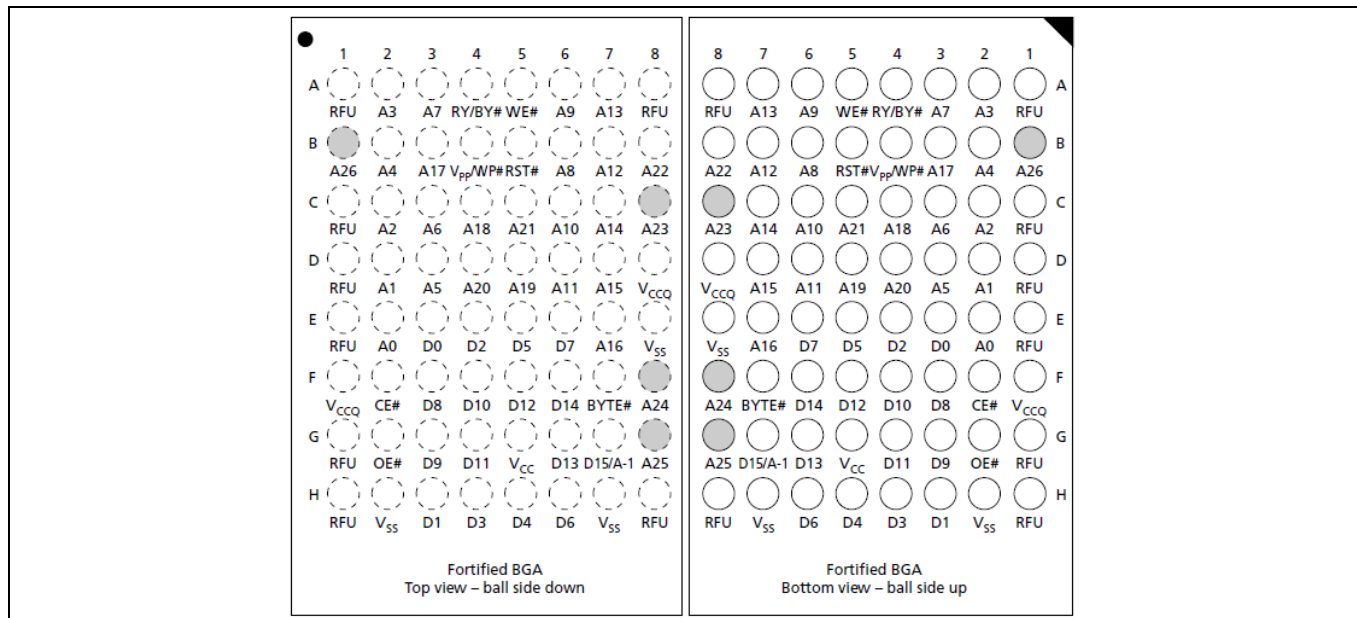 1 2 3 4 5 6 7 8
A
RFU A3 A7 RY/BY# WE# A9 A13 RFU
B
A26 A4 A17 VPP/WP# RST# A8 A12 A22
C
RFU A2 A6 A18 A21 A10 A14 A23
D
RFU A1 A5 A20 A19 A11 A15 VCCQ
E
RFU A0 D0 D2 D5 D7 A16 VSS
F
VCCQ CE# D8 D10 D12 D14 BYTE# A24
G
RFU OE# D9 D11 VCC D13 D15/A-1 A25
H
RFU VSS D1 D3 D4 D6 VSS RFU
Fortified BGA
Top view – ball side down
8 7 6 5 4 3 2 1
A
RFU A13 A9 WE# RY/BY# A7 A3 RFU
B
A22 A12 A8 RST# VPP/WP# A17 A4 A26
C
A23 A14 A10 A21 A18 A6 A2 RFU
D
VCCQ A15 A11 A19 A20 A5 A1 RFU
E
VSS A16 D7 D5 D2 D0 A0 RFU
F
A24 BYTE# D14 D12 D10 D8 CE# VCCQ
G
A25 D15/A-1 D13 VCC D11 D9 OE# RFU
H
RFU VSS D6 D4 D3 D1 VSS RFU
Fortified BGA
Bottom view – ball side up